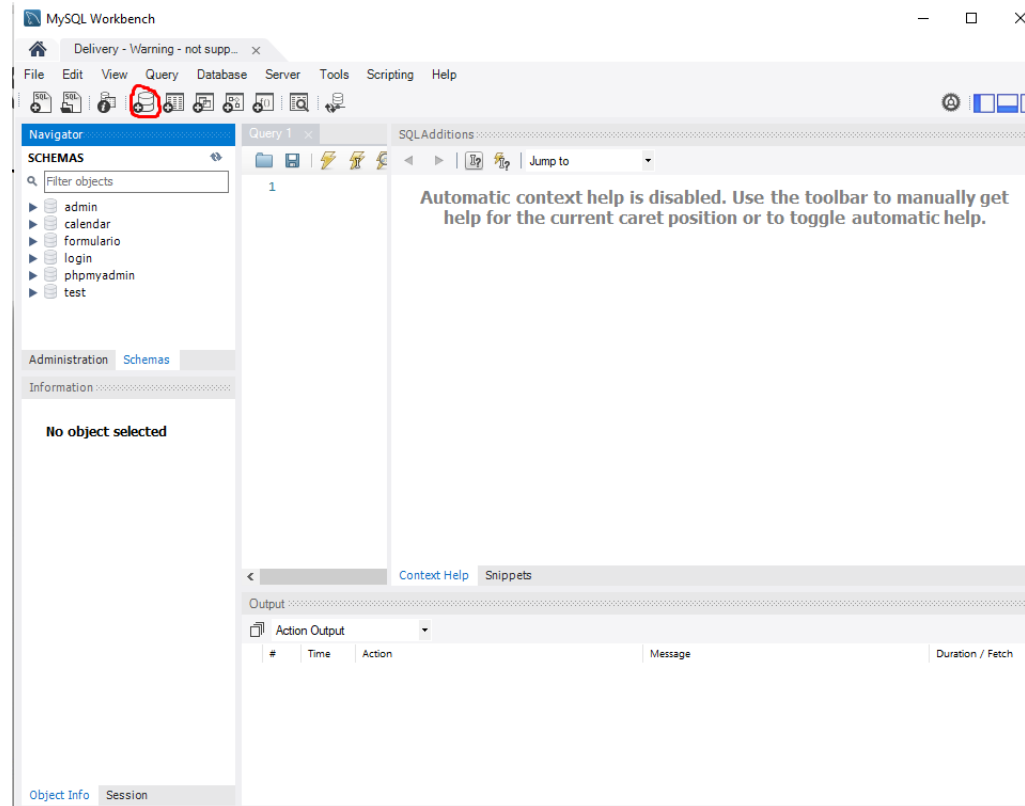 MySQL Workbench
Delivery - Warning - not supp...
File Edit View Query Database Server Tools Scripting Help
SQL SQL
Navigator
Query 1
SQLAdditions
SCHEMAS
Jump to
Filter objects
1
Automatic context help is disabled. Use the toolbar to manually get
help for the current caret position or to toggle automatic help.
admin
calendar
formulario
login
phpmyadmin
test
Administration Schemas
Information
No object selected
Context Help Snippets
Output
Action Output
# Time Action Message Duration / Fetch
Object Info Session